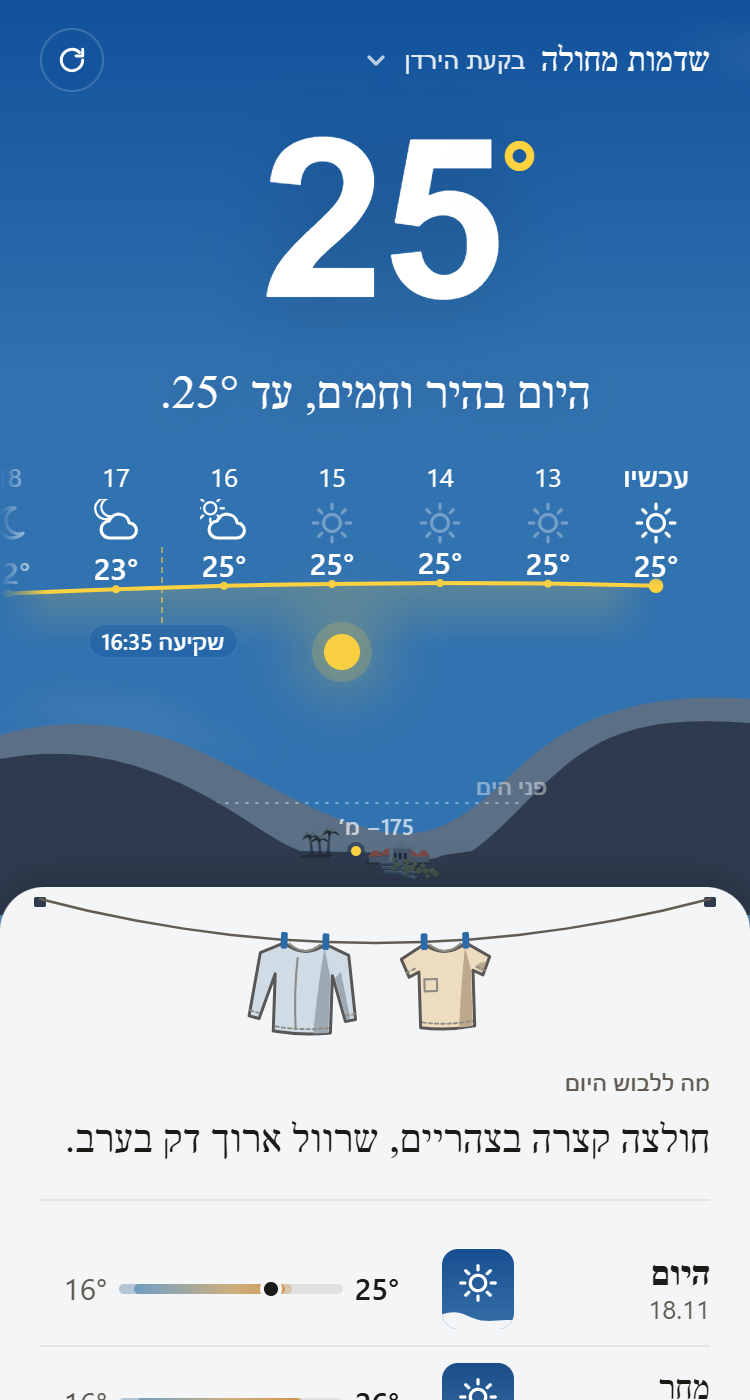 שדמות מחולה בקעת הירדן
25°
היום בהיר וחמים, עד 25°.
עכשיו 13 14 15 16 17
25° 25° 25° 25° 25° 23°
שקיעה 16:35
פני הים
−175 מ׳
מה ללבוש היום
חולצה קצרה בצהריים, שרוול ארוך דק בערב.
היום
18.11
25° 16°
מחר
26° 16°